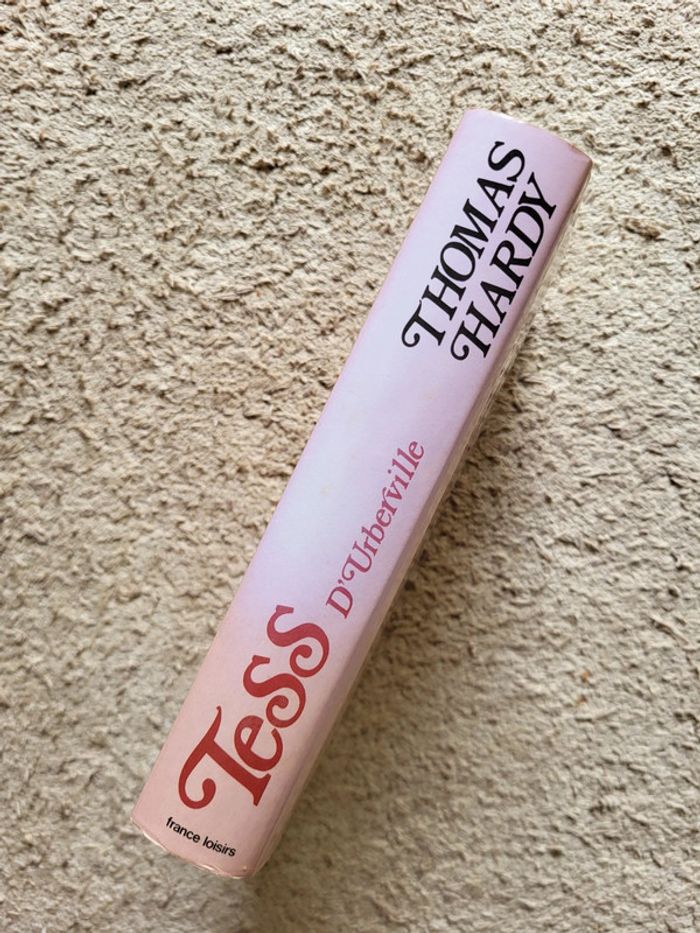 THOMAS
HARDY
Tess
D'Urberville
france loisirs